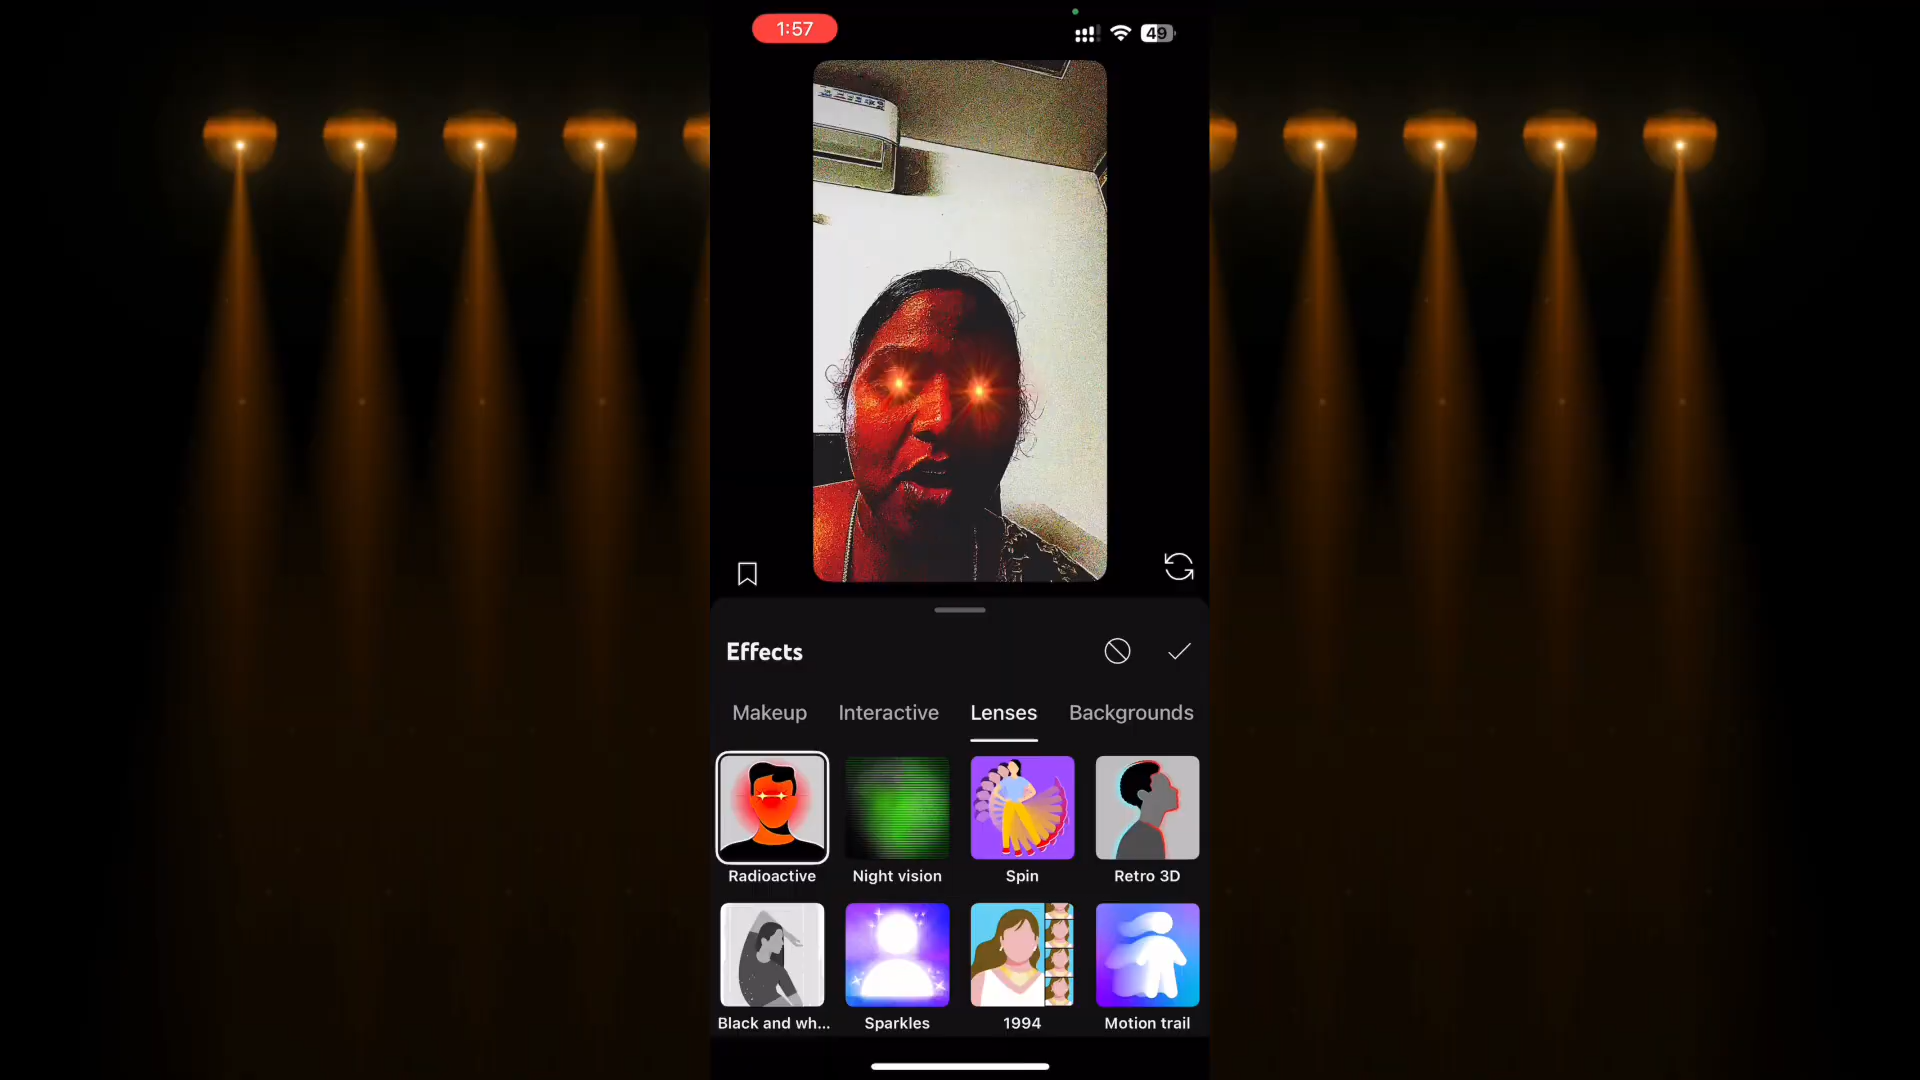 1:57
49
Effects
Makeup
Interactive
Lenses
Backgrounds
Radioactive
Night vision
Spin
Retro 3D
Black and wh...
Sparkles
1994
Motion trail